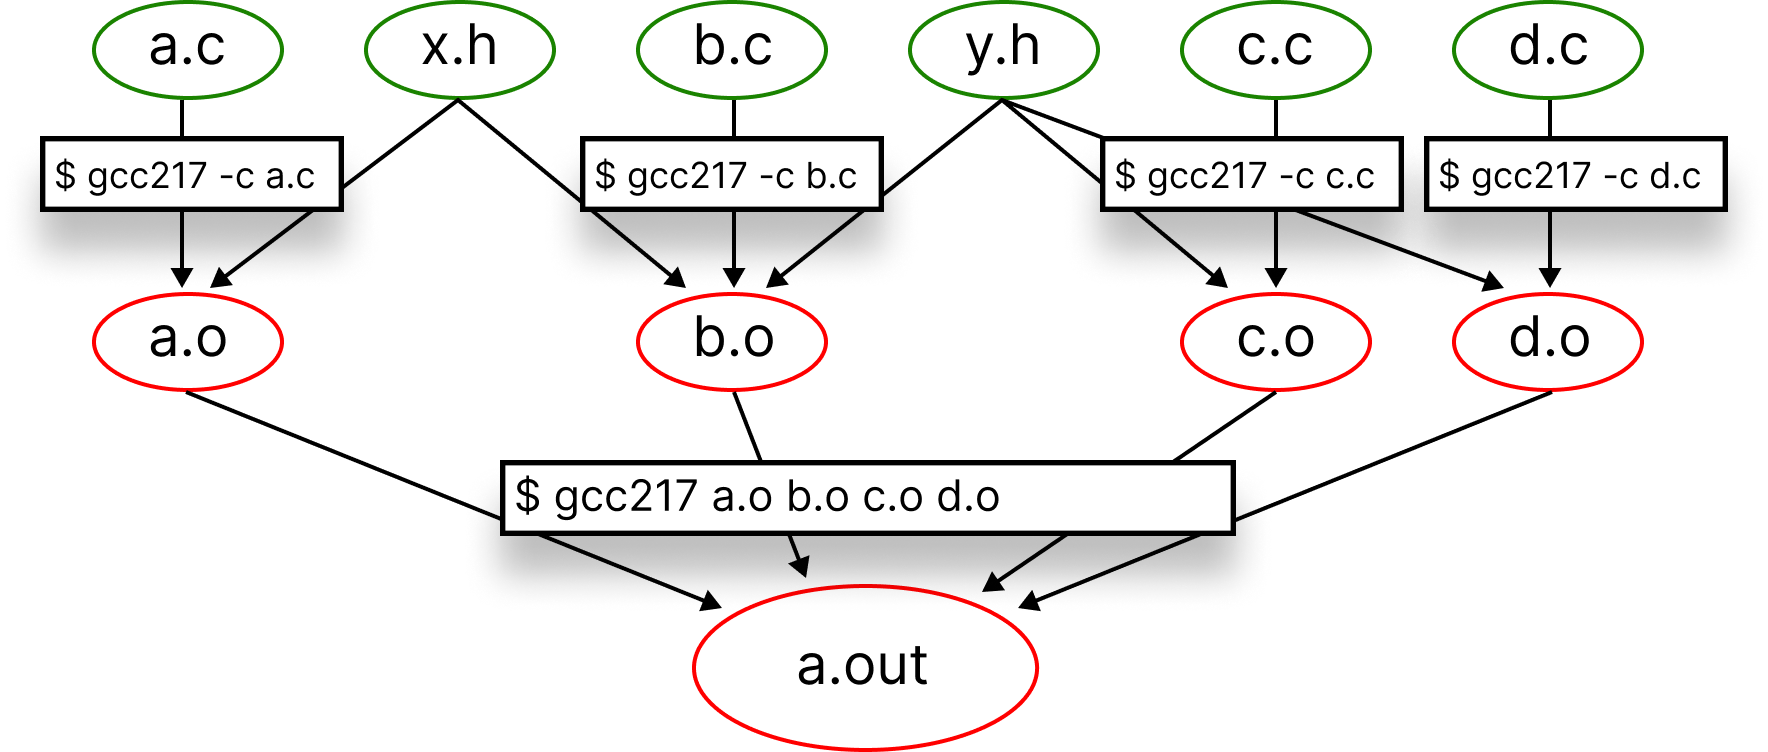 a.c
x.h
b.c
y.h
c.c
d.c
$ gcc217 -c a.c
$ gcc217 -c b.c
$ gcc217 -c c.c
$ gcc217 -c d.c
a.o
b.o
c.o
d.o
$ gcc217 a.o b.o c.o d.o
a.out